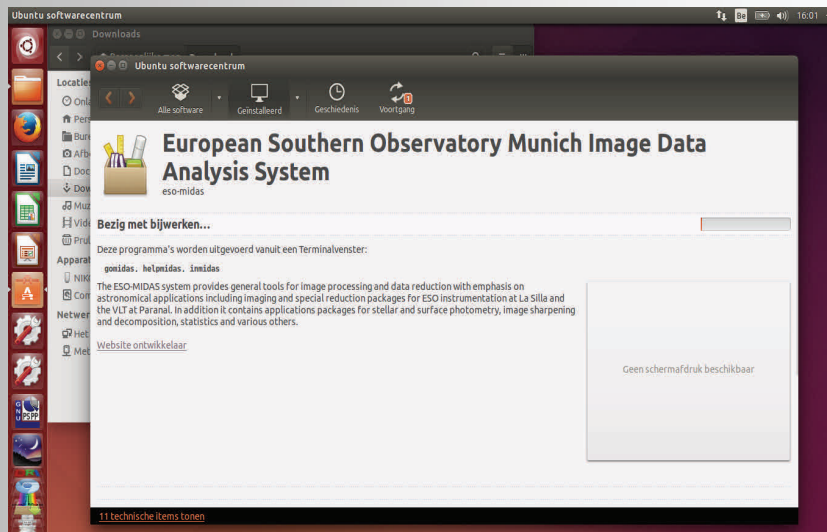 Ubuntu softwarecentrum
Be
16:01
Downloads
Ubuntu softwarecentrum
Locaties
Alle software
Geïnstalleerd
Geschiedenis
Voortgang
European Southern Observatory Munich Image Data
Analysis System
eso-midas
Bezig met bijwerken...
Deze programma's worden uitgevoerd vanuit een Terminalvenster:
gomidas, helpmidas, inmidas
The ESO-MIDAS system provides general tools for image processing and data reduction with emphasis on
astronomical applications including imaging and special reduction packages for ESO instrumentation at La Silla and
the VLT at Paranal. In addition it contains applications packages for stellar and surface photometry, image sharpening
and decomposition, statistics and various others.
Website ontwikkelaar
Geen schermafdruk beschikbaar
11 technische items tonen
GNU PSPP